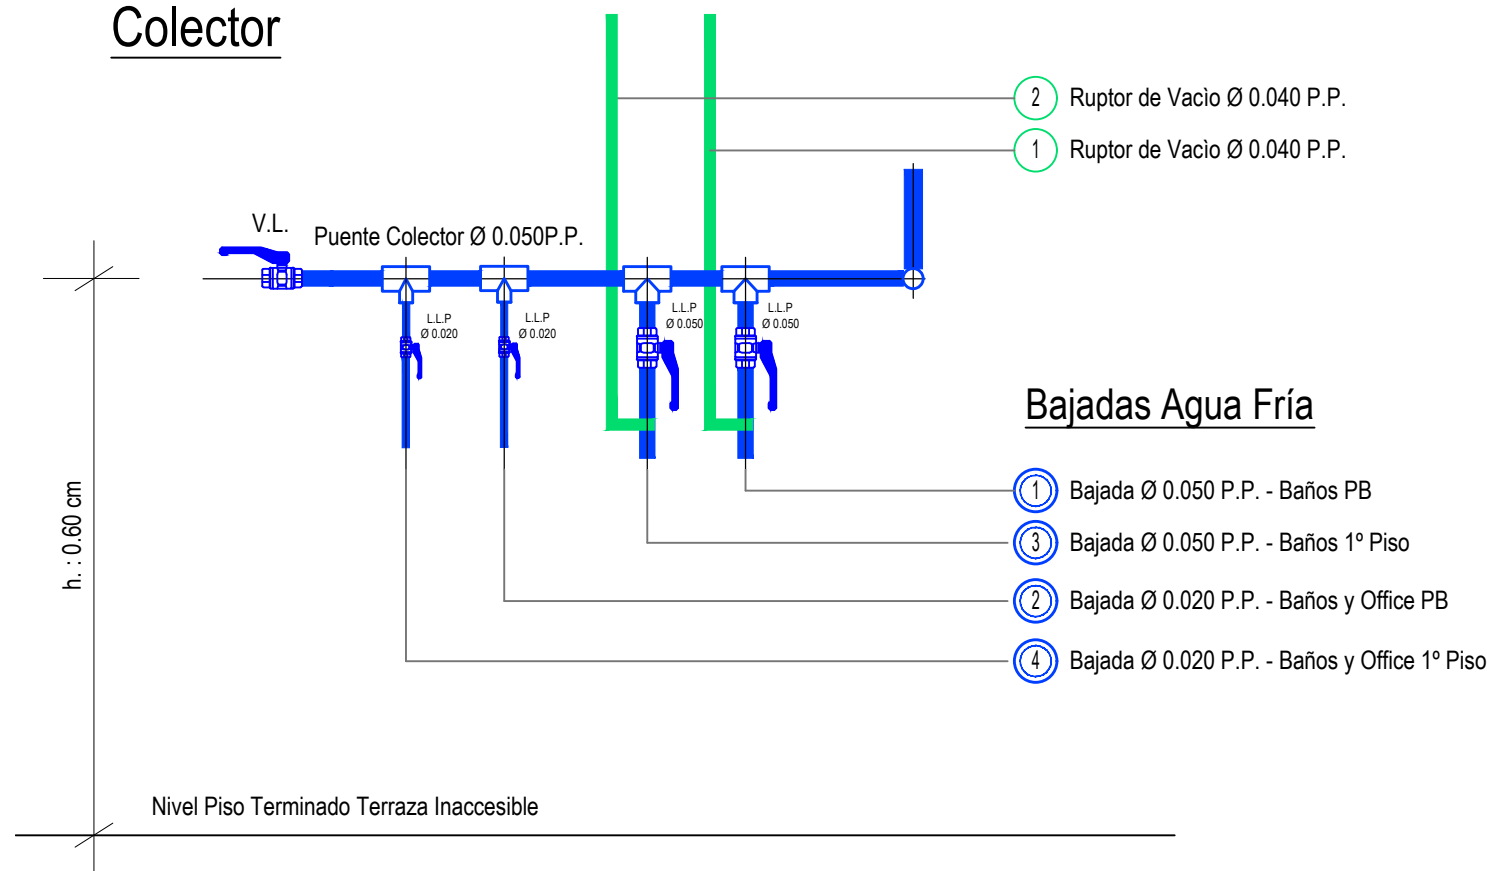 Colector
2 Ruptor de Vacìo Ø 0.040 P.P.
1 Ruptor de Vacìo Ø 0.040 P.P.
V.L.
Puente Colector Ø 0.050P.P.
L.L.P
Ø 0.020
L.L.P
Ø 0.020
L.L.P
Ø 0.050
L.L.P
Ø 0.050
Bajadas Agua Fría
1 Bajada Ø 0.050 P.P. - Baños PB
3 Bajada Ø 0.050 P.P. - Baños 1º Piso
2 Bajada Ø 0.020 P.P. - Baños y Office PB
4 Bajada Ø 0.020 P.P. - Baños y Office 1º Piso
h. : 0.60 cm
Nivel Piso Terminado Terraza Inaccesible